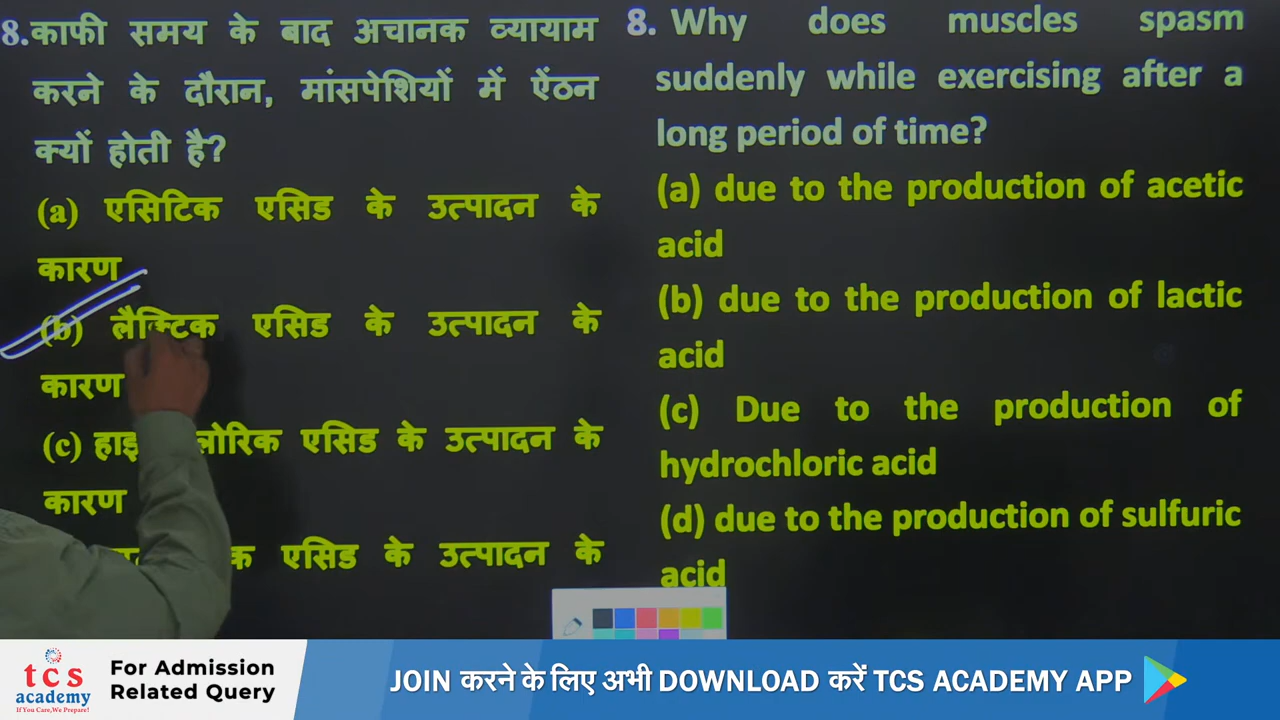 8.काफी समय के बाद अचानक व्यायाम
करने के दौरान, मांसपेशियों में ऐंठन
क्यों होती है?
(a) एसिटिक एसिड के उत्पादन के
कारण
(b) लैक्टिक एसिड के उत्पादन के
कारण
(c) एसिड के उत्पादन के
कारण
एसिड के उत्पादन के
8. Why does muscles spasm
suddenly while exercising after a
long period of time?
(a) due to the production of acetic
acid
(b) due to the production of lactic
acid
(c) Due to the production of
hydrochloric acid
(d) due to the production of sulfuric
acid
tcs
academy
If You Care,We Prepare!
For Admission
Related Query
JOIN करने के लिए अभी DOWNLOAD करें TCS ACADEMY APP